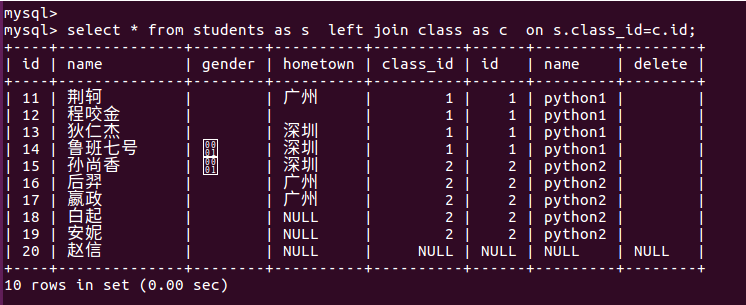 mysql>
mysql> select * from students as s  left join class as c  on s.class_id=c.id;
+----+--------------+--------+----------+----------+------+---------+--------+
| id | name         | gender | hometown | class_id | id   | name    | delete |
+----+--------------+--------+----------+----------+------+---------+--------+
| 11 | 荆轲 | | 广州 | 1 | 1 | python1 | |
| 12 | 程咬金 | | | 1 | 1 | python1 | |
| 13 | 狄仁杰 | | 深圳 | 1 | 1 | python1 | |
| 14 | 鲁班七号 | | 深圳 | 1 | 1 | python1 | |
| 15 | 孙尚香 | | 深圳 | 2 | 2 | python2 | |
| 16 | 后羿 | | 广州 | 2 | 2 | python2 | |
| 17 | 嬴政 | | 广州 | 2 | 2 | python2 | |
| 18 | 白起 | | NULL | 2 | 2 | python2 | |
| 19 | 安妮 | | NULL | 2 | 2 | python2 | |
| 20 | 赵信 | | NULL | NULL | NULL | NULL | NULL |
+----+--------------+--------+----------+----------+------+---------+--------+
10 rows in set (0.00 sec)